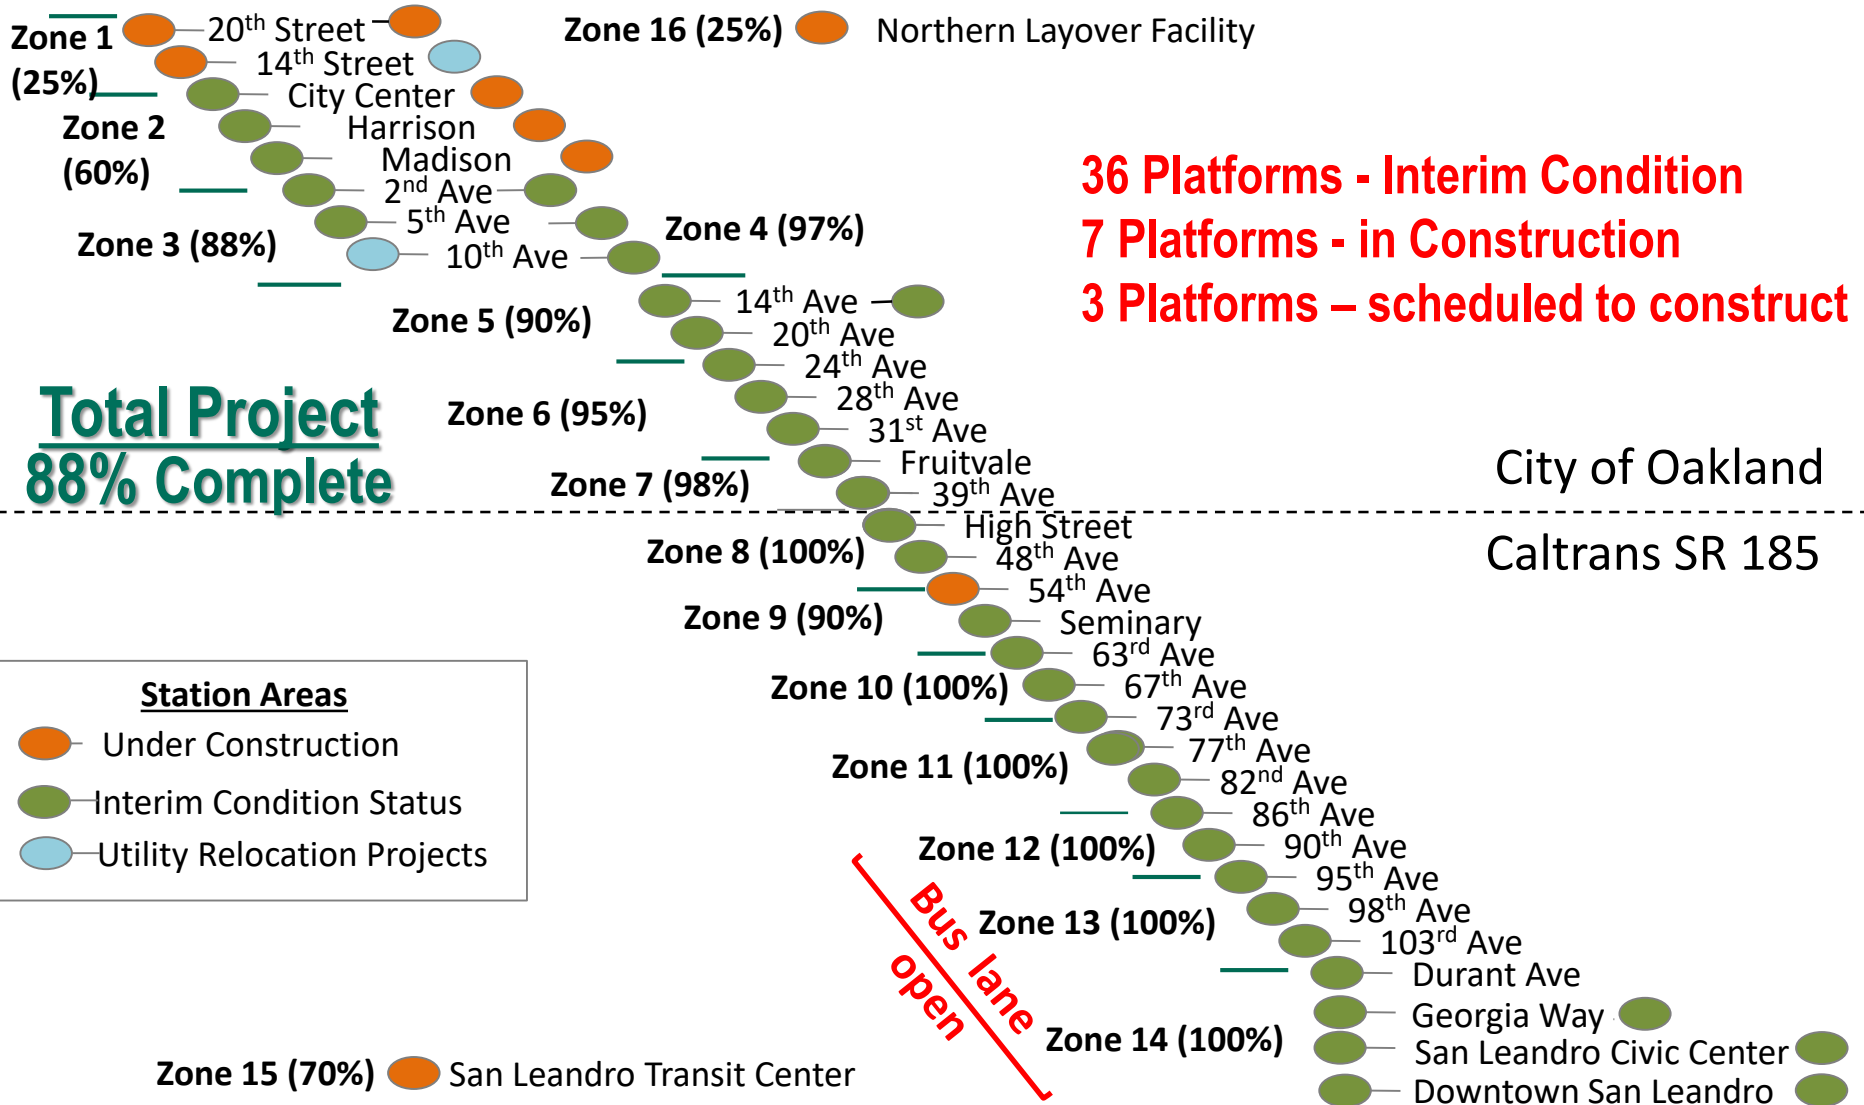 Zone 1
(25%)
20th Street
Zone 16 (25%)
Northern Layover Facility
14th Street
City Center
Zone 2
(60%)
Harrison
Madison
2nd Ave
36 Platforms - Interim Condition
7 Platforms - in Construction
3 Platforms – scheduled to construct
5th Ave
Zone 3 (88%)
10th Ave
Zone 4 (97%)
14th Ave
Zone 5 (90%)
20th Ave
24th Ave
28th Ave
Total Project
88% Complete
Zone 6 (95%)
31st Ave
Fruitvale
Zone 7 (98%)
39th Ave
City of Oakland
High Street
Caltrans SR 185
Zone 8 (100%)
48th Ave
54th Ave
Zone 9 (90%)
Seminary
63rd Ave
Zone 10 (100%)
67th Ave
73rd Ave
77th Ave
Zone 11 (100%)
82nd Ave
86th Ave
Station Areas
Under Construction
Interim Condition Status
Utility Relocation Projects
Zone 12 (100%)
90th Ave
95th Ave
98th Ave
Zone 13 (100%)
103rd Ave
Bus lane
open
Durant Ave
Georgia Way
Zone 14 (100%)
San Leandro Civic Center
Downtown San Leandro
Zone 15 (70%)
San Leandro Transit Center